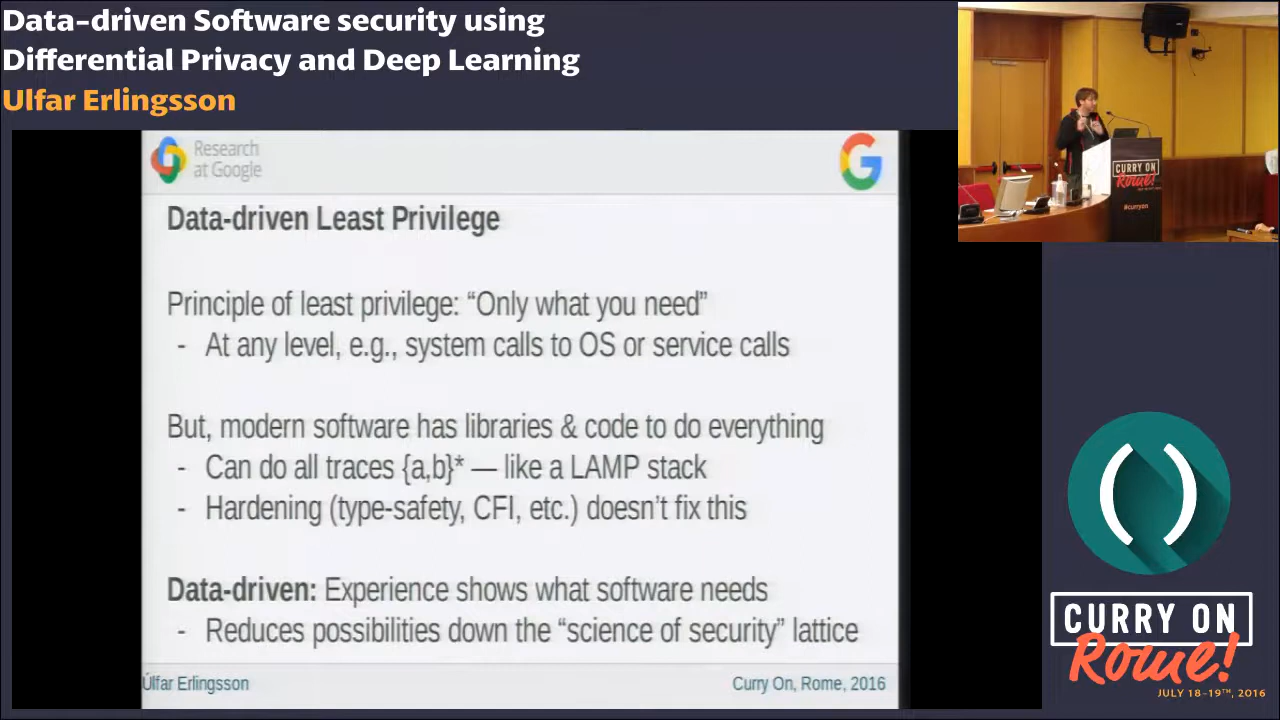 Data-driven Software security using
Differential Privacy and Deep Learning
Ulfar Erlingsson
Research
at Google
G
Data-driven Least Privilege
Principle of least privilege: “Only what you need”
- At any level, e.g., system calls to OS or service calls
But, modern software has libraries & code to do everything
- Can do all traces {a,b}* — like a LAMP stack
- Hardening (type-safety, CFI, etc.) doesn’t fix this
Data-driven: Experience shows what software needs
- Reduces possibilities down the “science of security” lattice
Úlfar Erlingsson
Curry On, Rome, 2016
CURRY ON
Rome!
#curryon
( )
CURRY ON
Rome!
JULY 18-19TH, 2016